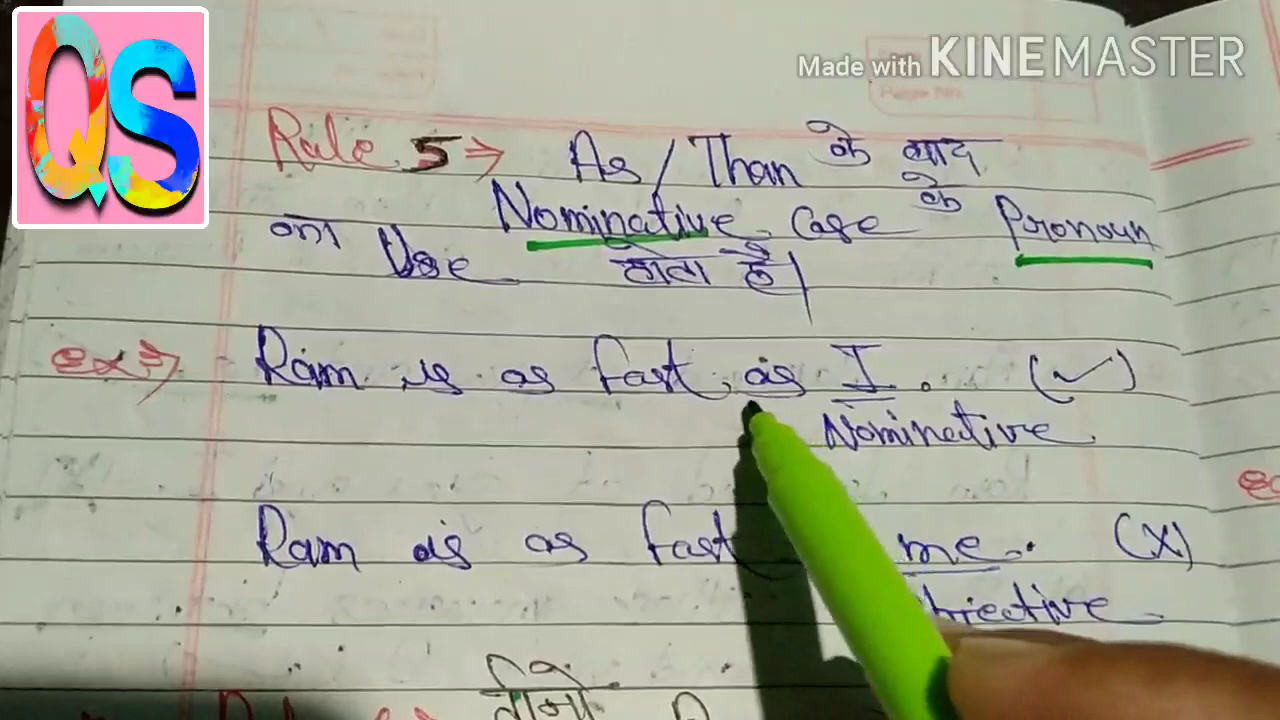 QS
Made with KINEMASTER
Rule 5 ⇒ As / Than के बाद
Nominative Case के Pronoun
का Use होता है।
ex ⇒ Ram is as fast as I. (✓)
Nominative
Ram is as fast me. (X)
bjective
तीनो